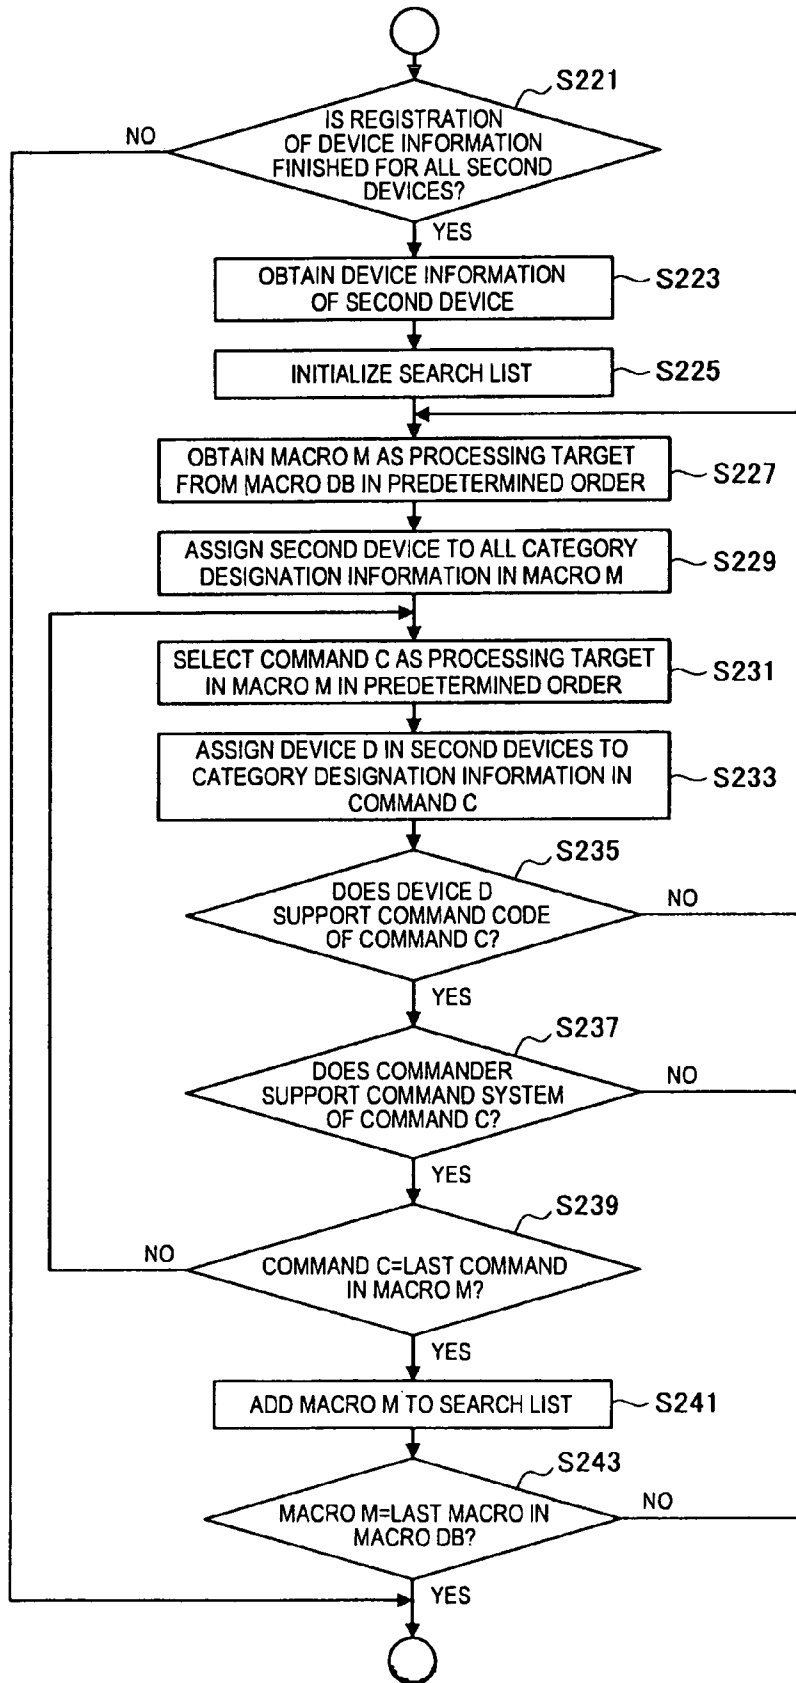 S221
IS REGISTRATION
OF DEVICE INFORMATION
FINISHED FOR ALL SECOND
DEVICES?
NO
YES
OBTAIN DEVICE INFORMATION
OF SECOND DEVICE
S223
INITIALIZE SEARCH LIST
S225
OBTAIN MACRO M AS PROCESSING TARGET
FROM MACRO DB IN PREDETERMINED ORDER
S227
ASSIGN SECOND DEVICE TO ALL CATEGORY
DESIGNATION INFORMATION IN MACRO M
S229
SELECT COMMAND C AS PROCESSING TARGET
IN MACRO M IN PREDETERMINED ORDER
S231
ASSIGN DEVICE D IN SECOND DEVICES TO
CATEGORY DESIGNATION INFORMATION IN
COMMAND C
S233
S235
DOES DEVICE D
SUPPORT COMMAND CODE
OF COMMAND C?
NO
YES
S237
DOES COMMANDER
SUPPORT COMMAND SYSTEM
OF COMMAND C?
NO
YES
S239
COMMAND C=LAST COMMAND
IN MACRO M?
NO
YES
ADD MACRO M TO SEARCH LIST
S241
S243
MACRO M=LAST MACRO IN
MACRO DB?
NO
YES